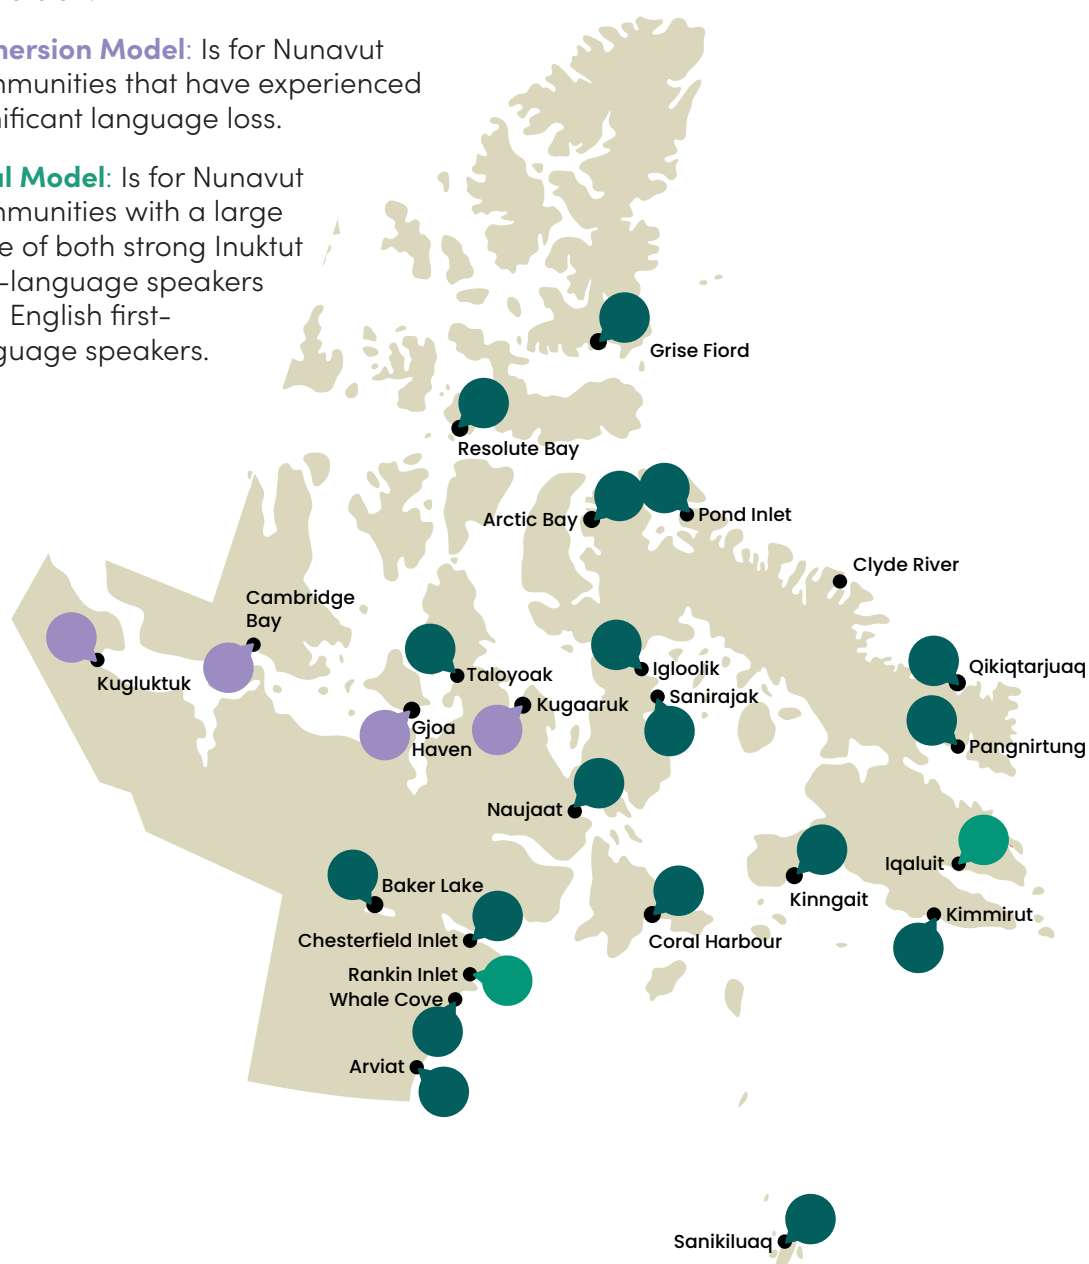 mersion Model: Is for Nunavut
nmunities that have experienced
nificant language loss.
al Model: Is for Nunavut
mmunities with a large
e of both strong Inuktut
-language speakers
English first-
guage speakers.
Grise Fiord
Resolute Bay
Arctic Bay
Pond Inlet
Clyde River
Cambridge
Bay
Kugluktuk
Taloyoak
Igloolik
Qikiqtarjuaq
Sanirajak
Kugaaruk
Gjoa
Haven
Pangnirtung
Naujaat
Iqaluit
Baker Lake
Kinngait
Kimmirut
Chesterfield Inlet
Coral Harbour
Rankin Inlet
Whale Cove
Arviat
Sanikiluaq